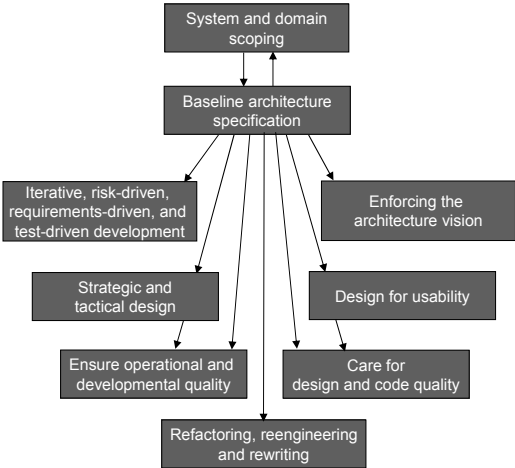 System and domain
scoping
Baseline architecture
specification
Iterative, risk-driven,
requirements-driven, and
test-driven development
Enforcing the
architecture vision
Strategic and
tactical design
Design for usability
Ensure operational and
developmental quality
Care for
design and code quality
Refactoring, reengineering
and rewriting